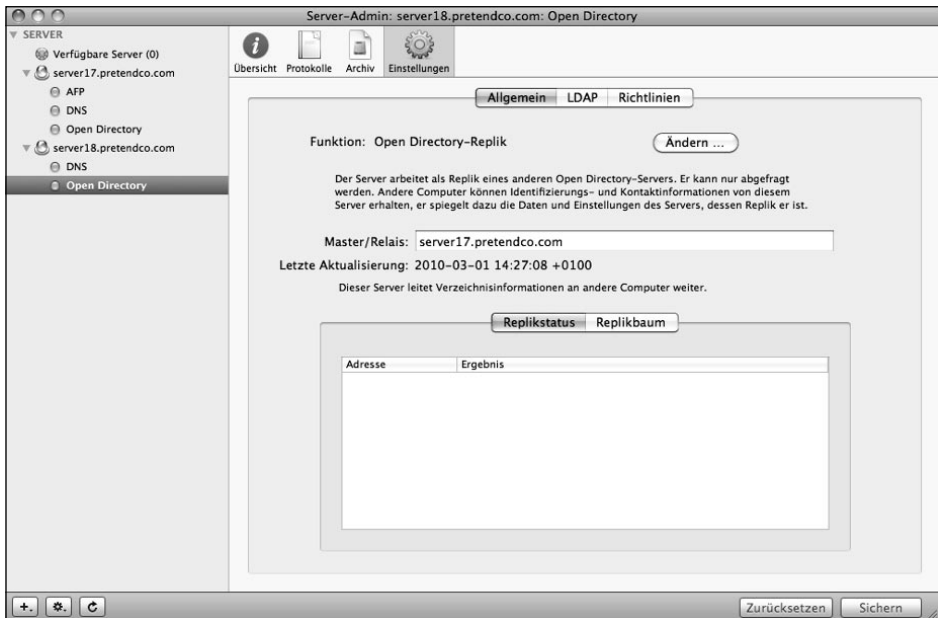 Server-Admin: server18.pretendco.com: Open Directory
SERVER
Verfügbare Server (0)
server17.pretendco.com
AFP
DNS
Open Directory
server18.pretendco.com
DNS
Open Directory
Übersicht Protokolle Archiv Einstellungen
Allgemein LDAP Richtlinien
Funktion: Open Directory-Replik Ändern ...
Der Server arbeitet als Replik eines anderen Open Directory-Servers. Er kann nur abgefragt
werden. Andere Computer können Identifizierungs- und Kontaktinformationen von diesem
Server erhalten, er spiegelt dazu die Daten und Einstellungen des Servers, dessen Replik er ist.
Master/Relais: server17.pretendco.com
Letzte Aktualisierung: 2010-03-01 14:27:08 +0100
Dieser Server leitet Verzeichnisinformationen an andere Computer weiter.
Replikstatus Replikbaum
Adresse Ergebnis
Zurücksetzen Sichern